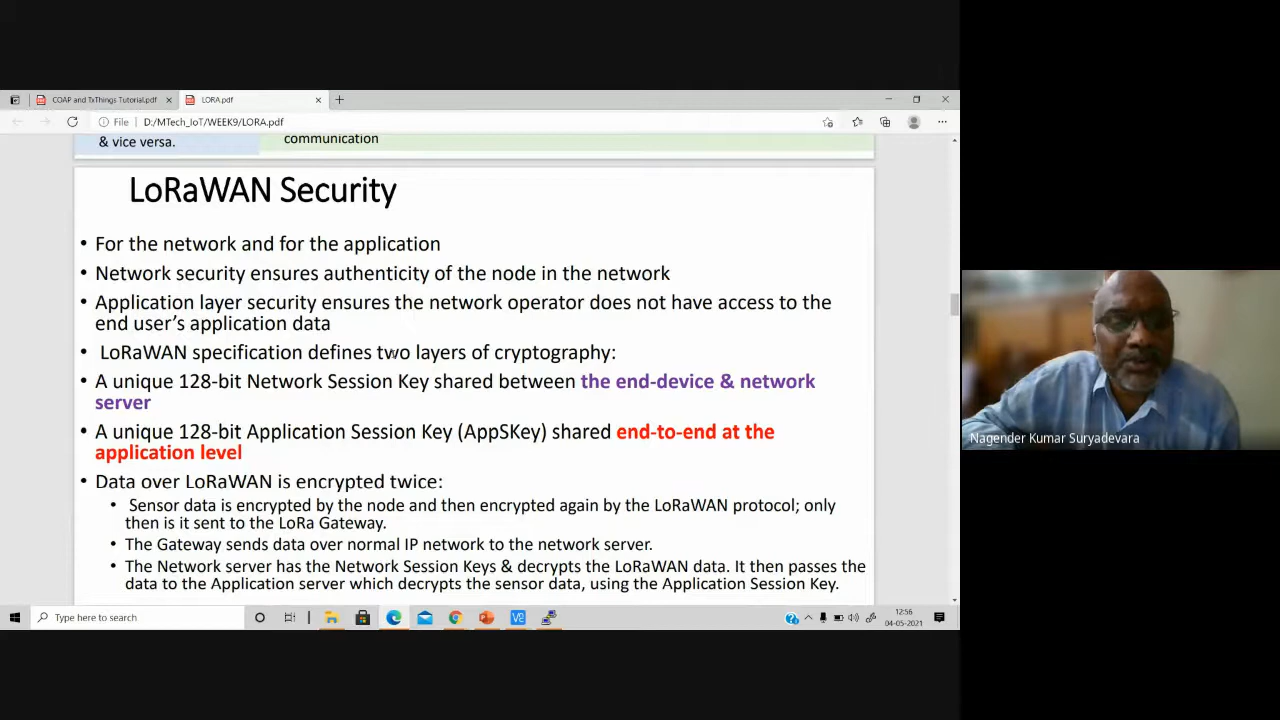 COAP and TxThings Tutorial.pdf
LORA.pdf
File
D:/MTech_IoT/WEEK9/LORA.pdf
& vice versa.
communication
LoRaWAN Security
• For the network and for the application
• Network security ensures authenticity of the node in the network
• Application layer security ensures the network operator does not have access to the
end user's application data
• LoRaWAN specification defines two layers of cryptography:
• A unique 128-bit Network Session Key shared between the end-device & network
server
• A unique 128-bit Application Session Key (AppSKey) shared end-to-end at the
application level
• Data over LoRaWAN is encrypted twice:
• Sensor data is encrypted by the node and then encrypted again by the LoRaWAN protocol; only
then is it sent to the LoRa Gateway.
• The Gateway sends data over normal IP network to the network server.
• The Network server has the Network Session Keys & decrypts the LoRaWAN data. It then passes the
data to the Application server which decrypts the sensor data, using the Application Session Key.
Nagender Kumar Suryadevara
Type here to search
12:56
04-05-2021